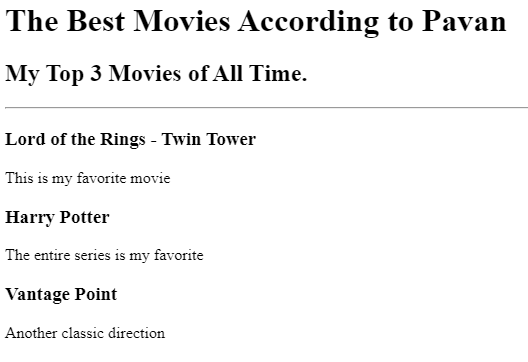 The Best Movies According to Pavan
My Top 3 Movies of All Time.
Lord of the Rings - Twin Tower
This is my favorite movie
Harry Potter
The entire series is my favorite
Vantage Point
Another classic direction